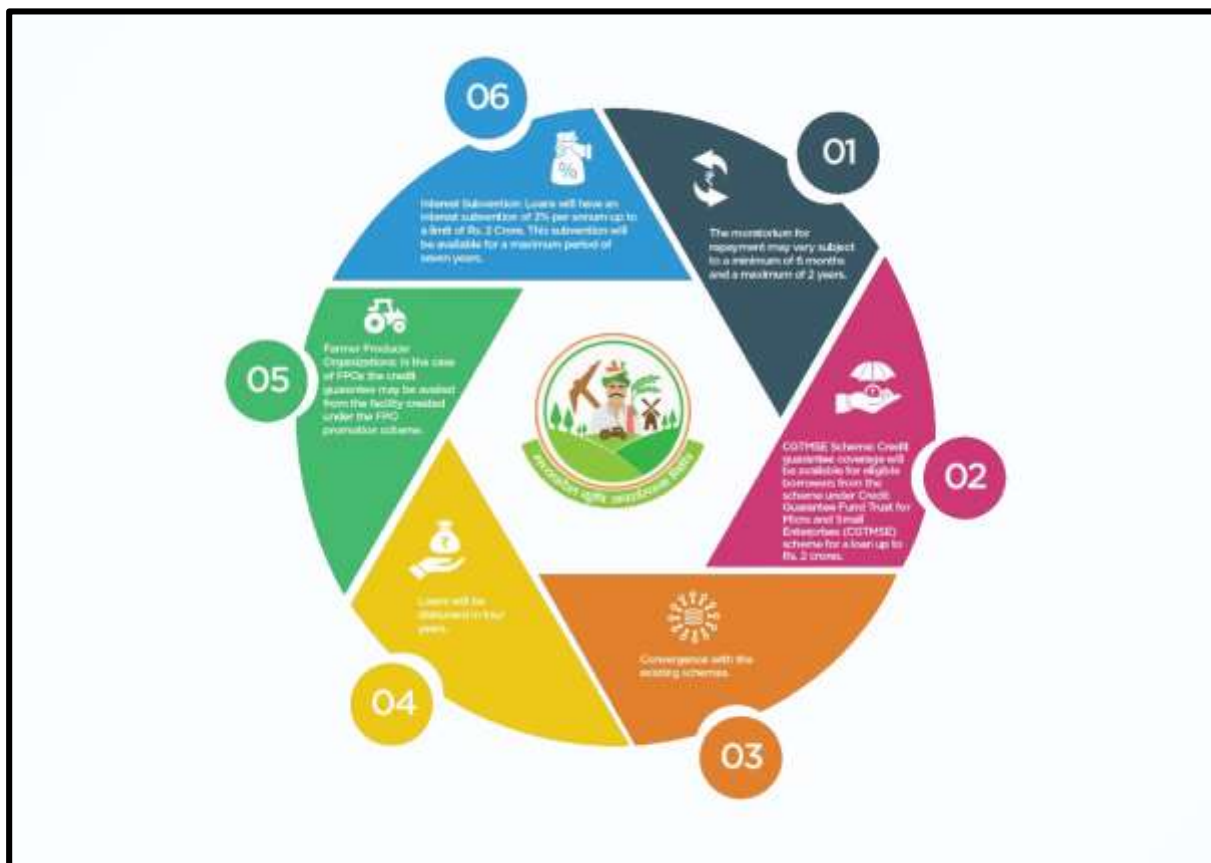 01
The moratorium for
repayment may vary subject
to a minimum of 6 months
and a maximum of 2 years.
02
CGTMSE Scheme: Credit
guarantee coverage will
be available for eligible
borrowers from the
scheme under Credit
Guarantee Fund Trust for
Micro and Small
Enterprises (CGTMSE)
scheme for a loan up to
Rs. 2 crores.
03
Convergence with the
existing schemes.
04
Loans will be
disbursed in four
years.
05
Farmer Producer
Organizations: In the case
of FPOs the credit
guarantee may be availed
from the facility created
under the FPO
promotion scheme.
06
Interest Subvention: Loans will have an
interest subvention of 3% per annum up to
a limit of Rs. 2 Crore. This subvention will
be available for a maximum period of
seven years.
%